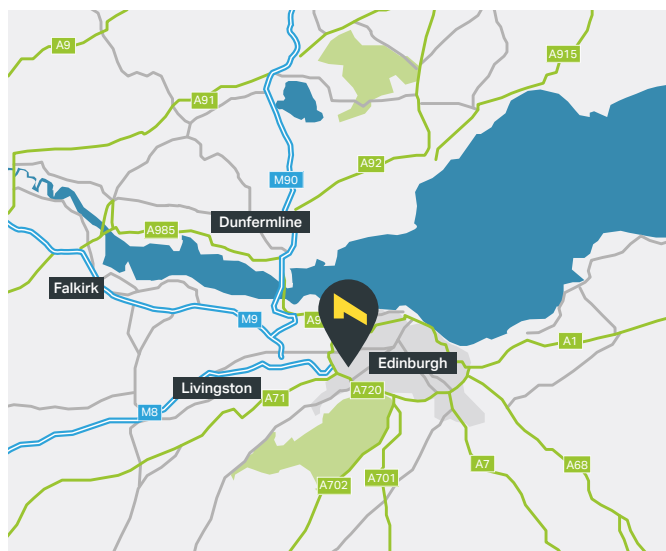 A9
A915
A91
A92
M90
Dunfermline
A985
Falkirk
M9
A1
Edinburgh
Livingston
A720
A71
M8
A7
A68
A701
A702